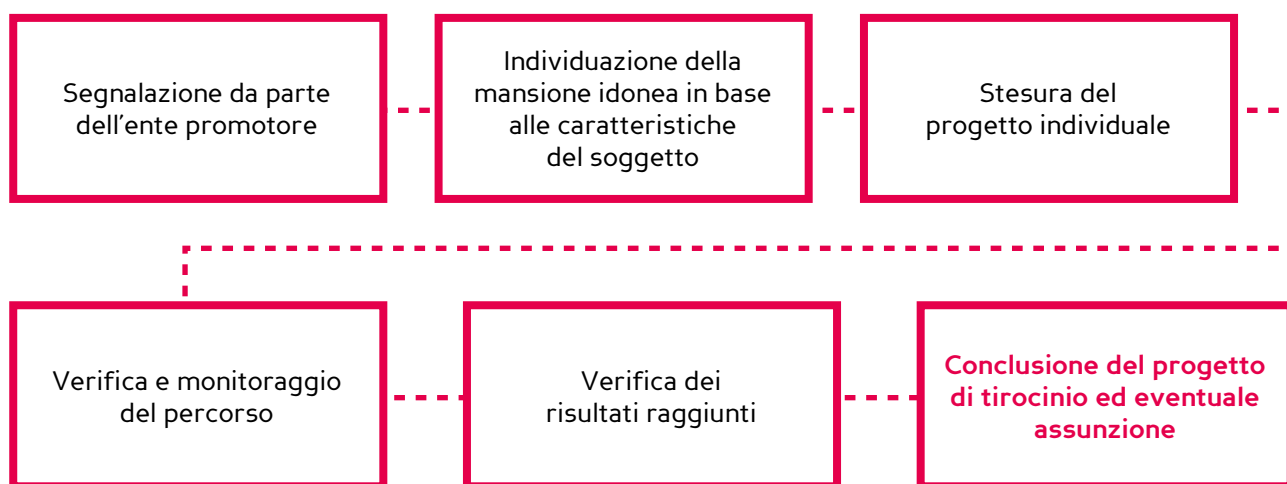 Segnalazione da parte
dell'ente promotore
Individuazione della
mansione idonea in base
alle caratteristiche
del soggetto
Stesura del
progetto individuale
Verifica e monitoraggio
del percorso
Verifica dei
risultati raggiunti
Conclusione del progetto
di tirocinio ed eventuale
assunzione